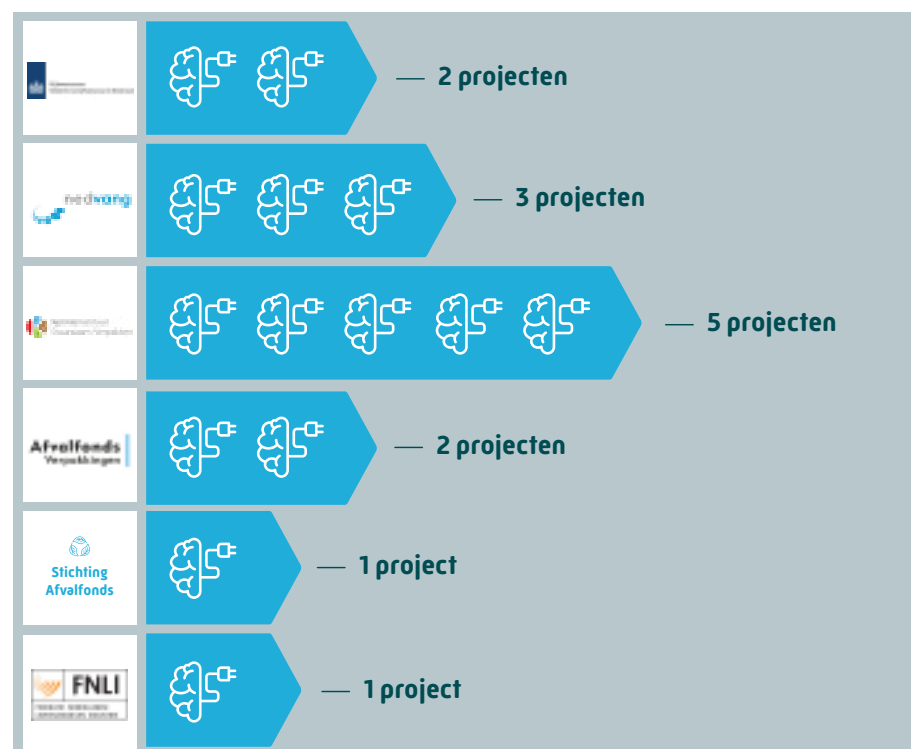 2 projecten
nedvang
3 projecten
5 projecten
Afvalfonds
Verpakkingen
2 projecten
Stichting
Afvalfonds
1 project
FNLI
1 project